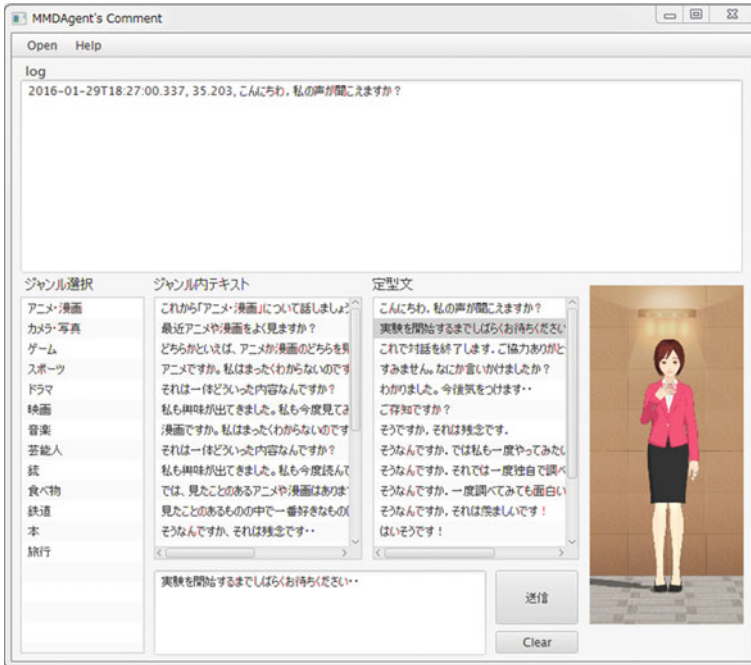 MMDAgent's Comment
Open Help
log
2016-01-29T18:27:00.337, 35.203, こんにちわ．私の声が聞こえますか？
ジャンル選択
アニメ・漫画
カメラ・写真
ゲーム
スポーツ
ドラマ
映画
音楽
芸能人
食べ物
鉄道
本
旅行
ジャンル内テキスト
これから「アニメ・漫画」について話しましょう
最近アニメや漫画をよく見ますか？
どちらかといえば、アニメか漫画のどちらを見
アニメですか。私はまったくわからないのです
それは一体どういった内容なんですか？
私も興味が出てきました。私も今度見てみ
漫画ですか。私はまったくわからないのです
それは一体どういった内容なんですか？
私も興味が出てきました。私も今度読んで
では、見たことのあるアニメや漫画はありま
見たことのあるものの中で一番好きなもの
そうなんですか、それは残念です・・
定型文
こんにちわ．私の声が聞こえますか？
実験を開始するまでしばらくお待ちください
これで対話を終了します．ご協力ありがと
すみません。なにか言いかけましたか？
わかりました。今後気をつけます・・
ご存知ですか？
そうですか．それは残念です．
そうなんですか．では私も一度やってみたい
そうなんですか．それでは一度独自で調べ
そうなんですか．一度調べてみても面白い
そうなんですか．それは羨ましいです！
はいそうです！
実験を開始するまでしばらくお待ちください・・
送信
Clear